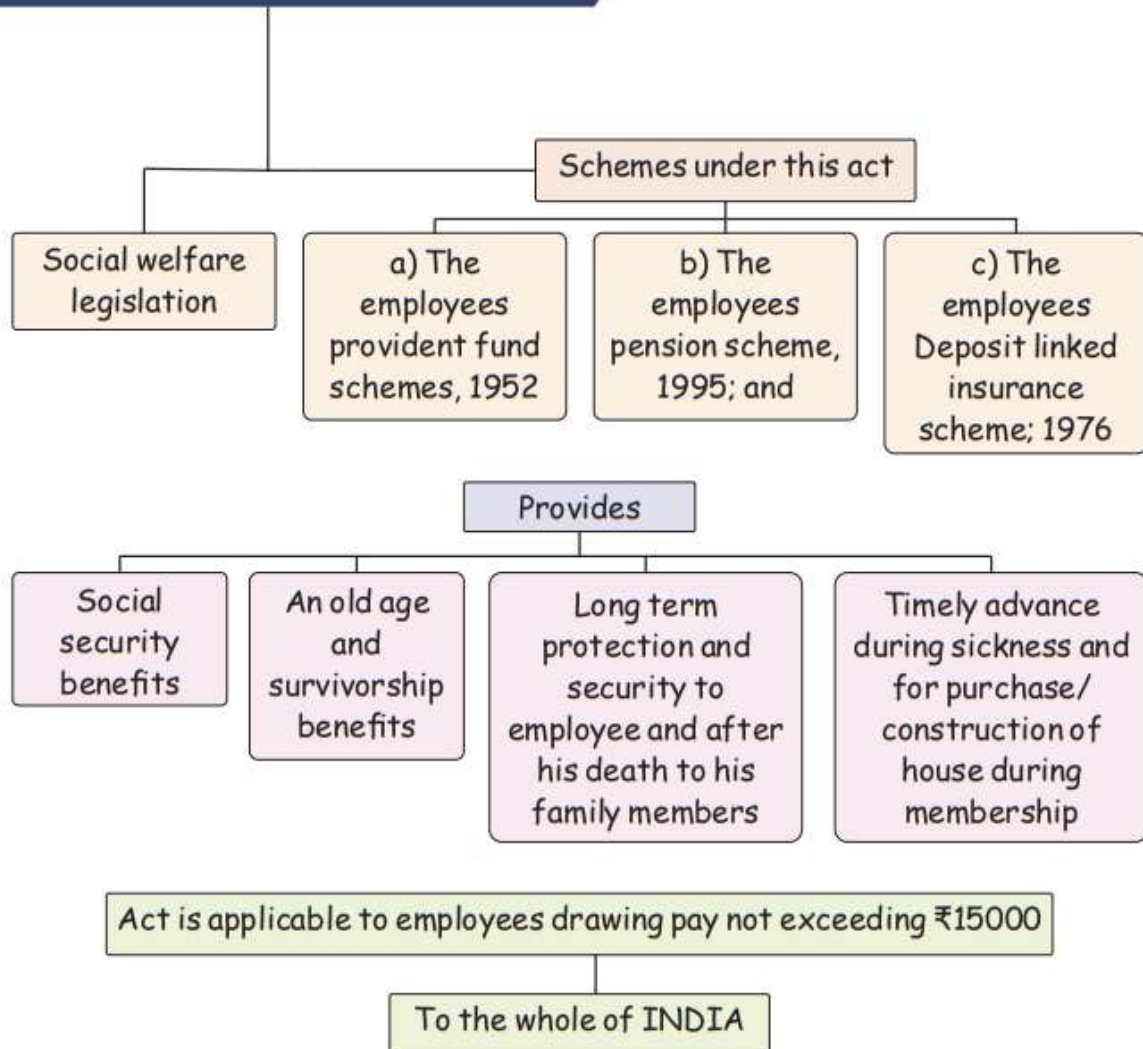 Schemes under this act
Social welfare
legislation
a) The
employees
provident fund
schemes, 1952
b) The
employees
pension scheme,
1995; and
c) The
employees
Deposit linked
insurance
scheme; 1976
Provides
Social
security
benefits
An old age
and
survivorship
benefits
Long term
protection and
security to
employee and after
his death to his
family members
Timely advance
during sickness and
for purchase/
construction of
house during
membership
Act is applicable to employees drawing pay not exceeding ₹15000
To the whole of INDIA